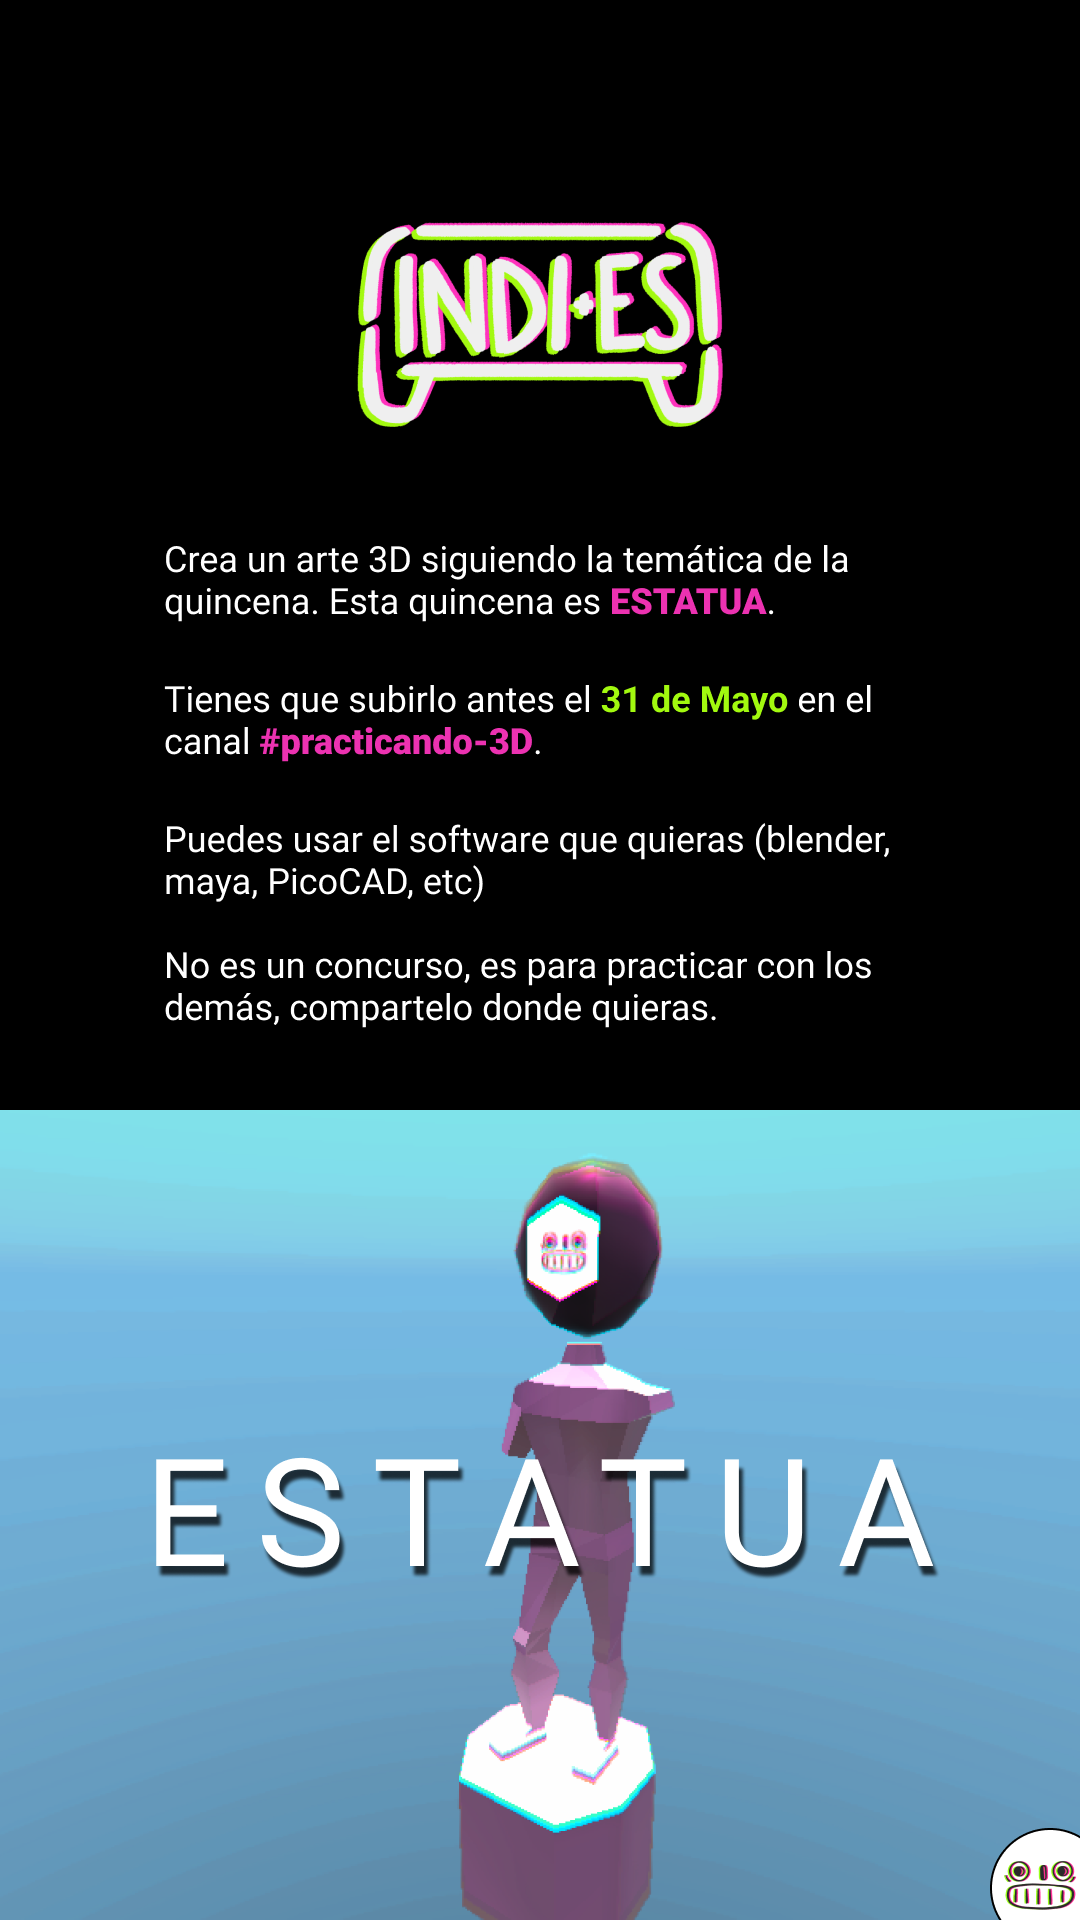 INDI•ES
Crea un arte 3D siguiendo la temática de la
quincena. Esta quincena es ESTATUA.
Tienes que subirlo antes el 31 de Mayo en el
canal #practicando-3D.
Puedes usar el software que quieras (blender,
maya, PicoCAD, etc)
No es un concurso, es para practicar con los
demás, compartelo donde quieras.
ESTATUA